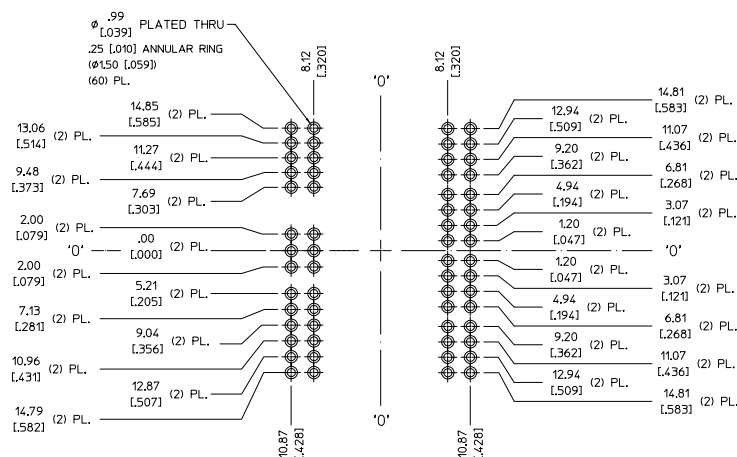 ⌀ .99 [.039] PLATED THRU
.25 [.010] ANNULAR RING
(⌀1.50 [.059])
(60) PL.
8.12
[.320]
8.12
[.320]
'0'
14.85
[.585] (2) PL.
13.06
[.514] (2) PL.
11.27
[.444] (2) PL.
9.48
[.373] (2) PL.
7.69
[.303] (2) PL.
2.00
[.079] (2) PL.
'0'
.00
[.000] (2) PL.
2.00
[.079] (2) PL.
5.21
[.205] (2) PL.
7.13
[.281] (2) PL.
9.04
[.356] (2) PL.
10.96
[.431] (2) PL.
12.87
[.507] (2) PL.
14.79
[.582] (2) PL.
14.81
[.583] (2) PL.
12.94
[.509] (2) PL.
11.07
[.436] (2) PL.
9.20
[.362] (2) PL.
6.81
[.268] (2) PL.
4.94
[.194] (2) PL.
3.07
[.121] (2) PL.
1.20
[.047] (2) PL.
'0'
1.20
[.047] (2) PL.
3.07
[.121] (2) PL.
4.94
[.194] (2) PL.
6.81
[.268] (2) PL.
9.20
[.362] (2) PL.
11.07
[.436] (2) PL.
12.94
[.509] (2) PL.
14.81
[.583] (2) PL.
'0'
10.87
[.428]
10.87
[.428]